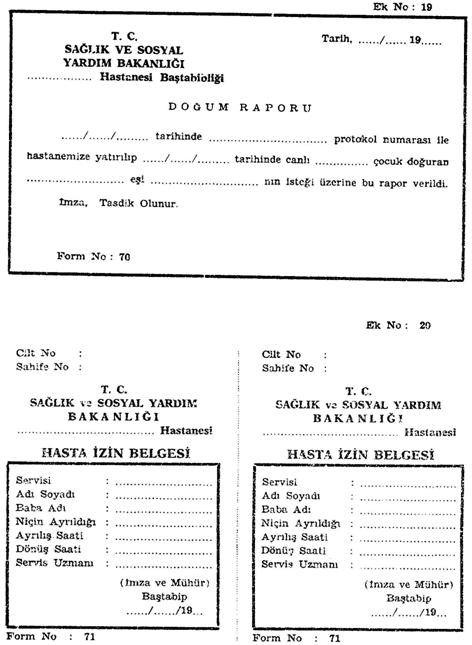 Ek No : 19
T. C.
SAĞLIK VE SOSYAL
YARDIM BAKANLIĞI
.................. Hastanesi Baştabibliği
Tarih, ....../...... 19......
DOĞUM RAPORU
....../....../......... tarihinde ........................ protokol numarası ile
hastanemize yatırılıp ....../....../......... tarihinde canlı .............. çocuk doğuran
.......................... eşi ............................ nın isteği üzerine bu rapor verildi.
İmza, Tasdik Olunur.
Form No : 70
Ek No : 20
Cilt No :
Sahife No :
T. C.
SAĞLIK ve SOSYAL YARDIM
BAKANLIĞI
.................................. Hastanesi
HASTA İZİN BELGESİ
Servisi : ..........................
Adı Soyadı : ..........................
Baba Adı : ..........................
Niçin Ayrıldığı : ..........................
Ayrılış Saati : ..........................
Dönüş Saati : ..........................
Servis Uzmanı : ..........................
(İmza ve Mühür)
Baştabip
....../....../19...
Form No : 71
Cilt No :
Sahife No :
T. C.
SAĞLIK ve SOSYAL YARDIM
BAKANLIĞI
.................................. Hastanesi
HASTA İZİN BELGESİ
Servisi : ..........................
Adı Soyadı : ..........................
Baba Adı : ..........................
Niçin Ayrıldığı : ..........................
Ayrılış Saati : ..........................
Dönüş Saati : ..........................
Servis Uzmanı : ..........................
(İmza ve Mühür)
Baştabip
....../....../19...
Form No : 71